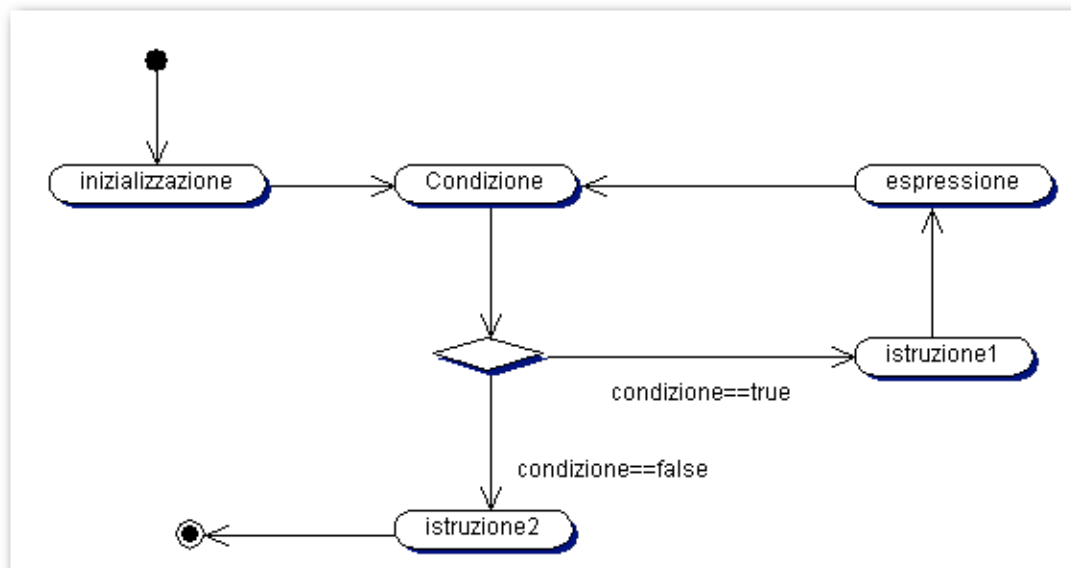 inizializzazione
Condizione
espressione
istruzione1
condizione==true
condizione==false
istruzione2